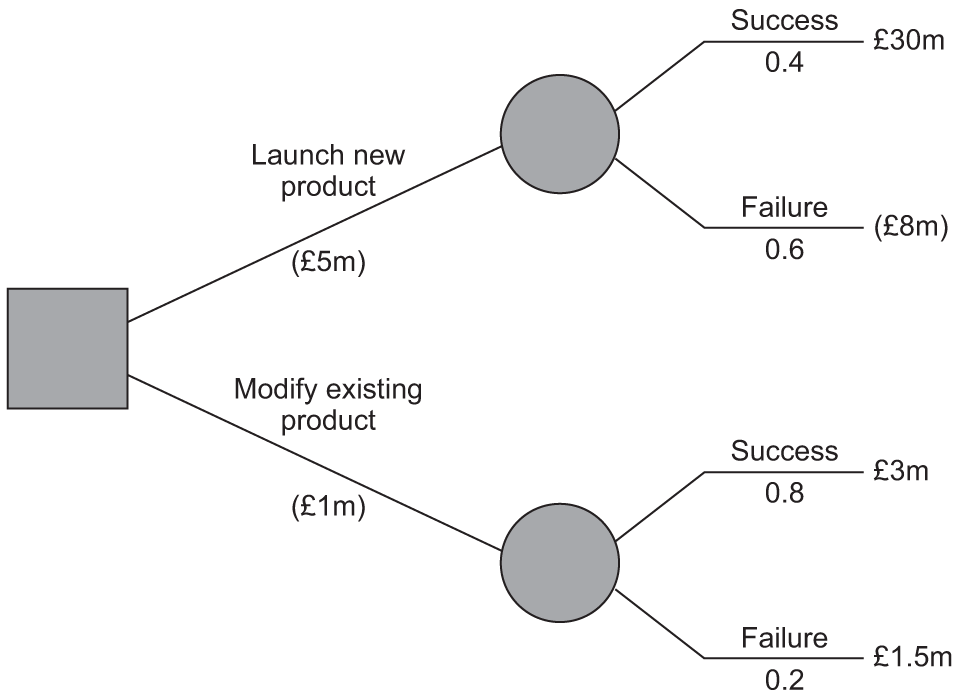 Success
£30m
0.4
Launch new
product
Failure
(£8m)
0.6
(£5m)
Modify existing
product
Success
£3m
0.8
(£1m)
Failure
£1.5m
0.2